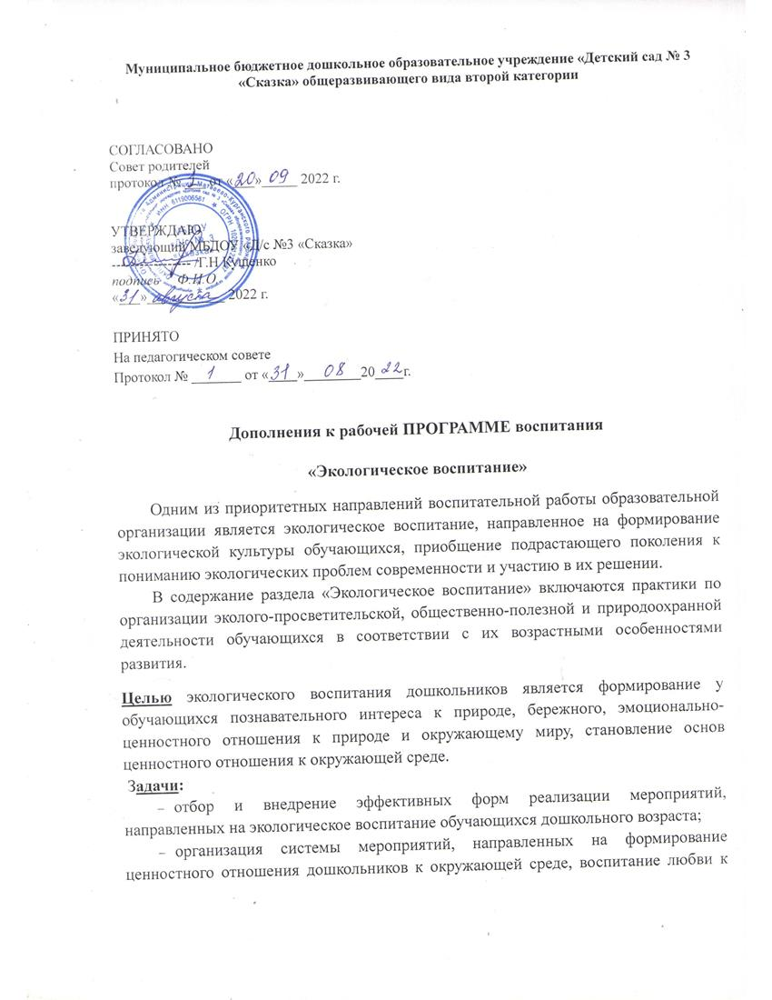 Муниципальное бюджетное дошкольное образовательное учреждение «Детский сад № 3
«Сказка» общеразвивающего вида второй категории
СОГЛАСОВАНО
Совет родителей
протокол № 1 от «20» 09 2022 г.
УТВЕРЖДАЮ
заведующий МБДОУ «Д/с №3 «Сказка»
/Т.Н Куценко
подпись Ф.И.О
«31» августа 2022 г.
ИНН 6119006561
ПРИНЯТО
На педагогическом совете
Протокол № 1 от «31» 08 2022г.
Дополнения к рабочей ПРОГРАММЕ воспитания
«Экологическое воспитание»
Одним из приоритетных направлений воспитательной работы образовательной
организации является экологическое воспитание, направленное на формирование
экологической культуры обучающихся, приобщение подрастающего поколения к
пониманию экологических проблем современности и участию в их решении.
В содержание раздела «Экологическое воспитание» включаются практики по
организации эколого-просветительской, общественно-полезной и природоохранной
деятельности обучающихся в соответствии с их возрастными особенностями
развития.
Целью экологического воспитания дошкольников является формирование у
обучающихся познавательного интереса к природе, бережного, эмоционально-
ценностного отношения к природе и окружающему миру, становление основ
ценностного отношения к окружающей среде.
Задачи:
– отбор и внедрение эффективных форм реализации мероприятий,
направленных на экологическое воспитание обучающихся дошкольного возраста;
– организация системы мероприятий, направленных на формирование
ценностного отношения дошкольников к окружающей среде, воспитание любви к